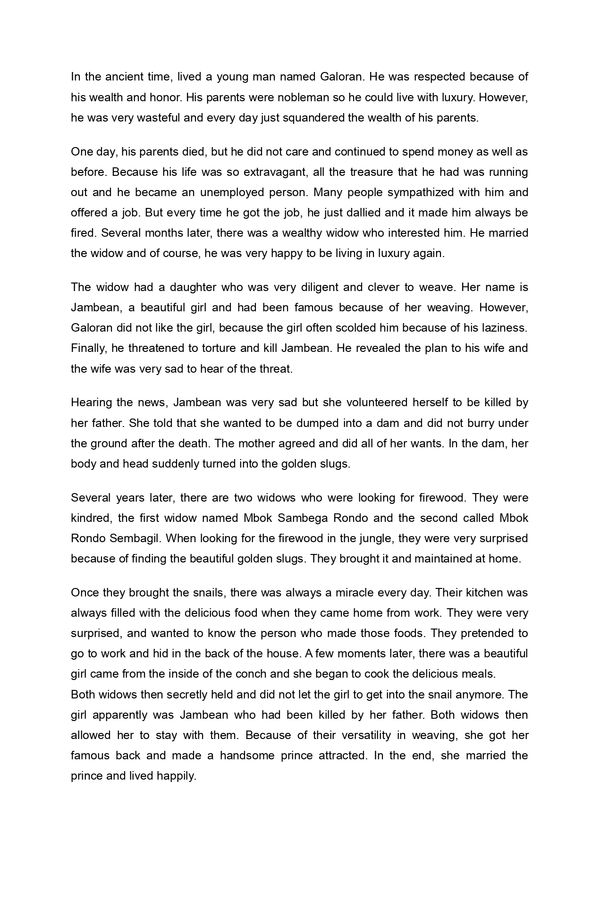 In the ancient time, lived a young man named Galoran. He was respected because of
his wealth and honor. His parents were nobleman so he could live with luxury. However,
he was very wasteful and every day just squandered the wealth of his parents.
One day, his parents died, but he did not care and continued to spend money as well as
before. Because his life was so extravagant, all the treasure that he had was running
out and he became an unemployed person. Many people sympathized with him and
offered a job. But every time he got the job, he just dallied and it made him always be
fired. Several months later, there was a wealthy widow who interested him. He married
the widow and of course, he was very happy to be living in luxury again.
The widow had a daughter who was very diligent and clever to weave. Her name is
Jambean, a beautiful girl and had been famous because of her weaving. However,
Galoran did not like the girl, because the girl often scolded him because of his laziness.
Finally, he threatened to torture and kill Jambean. He revealed the plan to his wife and
the wife was very sad to hear of the threat.
Hearing the news, Jambean was very sad but she volunteered herself to be killed by
her father. She told that she wanted to be dumped into a dam and did not burry under
the ground after the death. The mother agreed and did all of her wants. In the dam, her
body and head suddenly turned into the golden slugs.
Several years later, there are two widows who were looking for firewood. They were
kindred, the first widow named Mbok Sambega Rondo and the second called Mbok
Rondo Sembagil. When looking for the firewood in the jungle, they were very surprised
because of finding the beautiful golden slugs. They brought it and maintained at home.
Once they brought the snails, there was always a miracle every day. Their kitchen was
always filled with the delicious food when they came home from work. They were very
surprised, and wanted to know the person who made those foods. They pretended to
go to work and hid in the back of the house. A few moments later, there was a beautiful
girl came from the inside of the conch and she began to cook the delicious meals.
Both widows then secretly held and did not let the girl to get into the snail anymore. The
girl apparently was Jambean who had been killed by her father. Both widows then
allowed her to stay with them. Because of their versatility in weaving, she got her
famous back and made a handsome prince attracted. In the end, she married the
prince and lived happily.